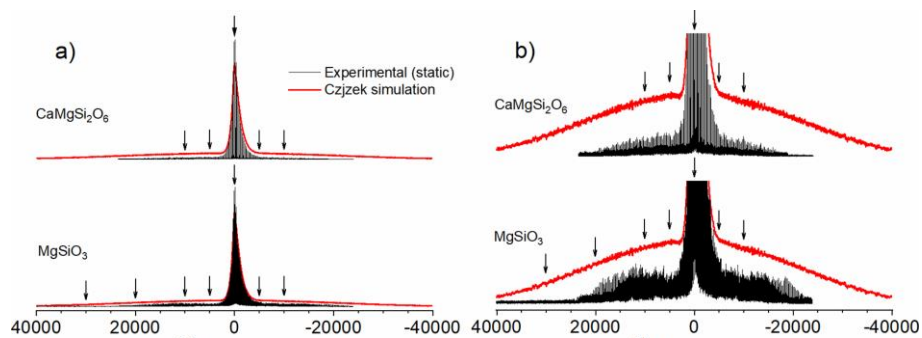 a)
Experimental (static)
Czjzek simulation
CaMgSi₂O₆
MgSiO₃
40000 20000 0 -20000 -40000
b)
CaMgSi₂O₆
MgSiO₃
40000 20000 0 -20000 -40000